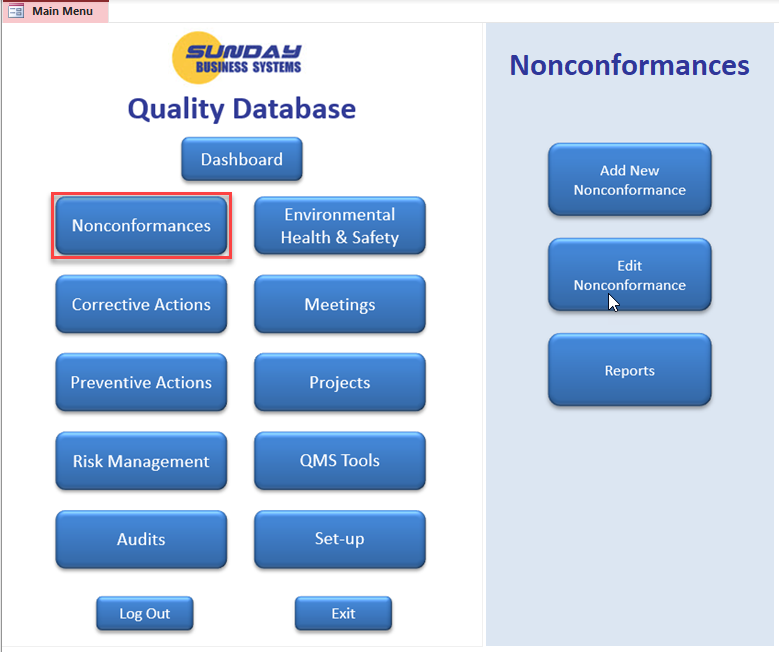 Main Menu
SUNDAY
BUSINESS SYSTEMS
Quality Database
Dashboard
Nonconformances
Environmental
Health & Safety
Corrective Actions
Meetings
Preventive Actions
Projects
Risk Management
QMS Tools
Audits
Set-up
Log Out
Exit
Nonconformances
Add New
Nonconformance
Edit
Nonconformance
Reports